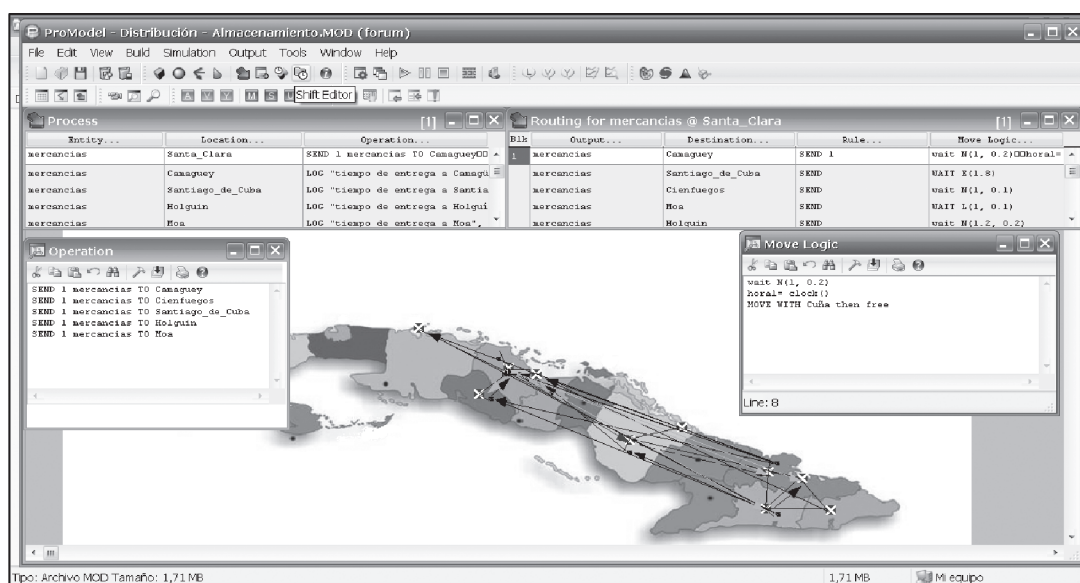 ProModel - Distribución - Almacenamiento.MOD (forum)
File Edit View Build Simulation Output Tools Window Help
Shift Editor
Process [1]
Entity... Location... Operation...
mercancias Santa_Clara SEND 1 mercancias TO Camaguey
mercancias Camaguey LOG "tiempo de entrega a Camagü
mercancias Santiago_de_Cuba LOG "tiempo de entrega a Santia
mercancias Holguin LOG "tiempo de entrega a Holguí
mercancias Moa LOG "tiempo de entrega a Moa",
Routing for mercancias @ Santa_Clara [1]
Blk Output... Destination... Rule... Move Logic...
1 mercancias Camaguey SEND 1 wait N(1, 0.2)horal=
mercancias Santiago_de_Cuba SEND WAIT E(1.8)
mercancias Cienfuegos SEND wait N(1, 0.1)
mercancias Moa SEND WAIT L(1, 0.1)
mercancias Holguin SEND wait N(1.2, 0.2)
Operation
SEND 1 mercancias TO Camaguey
SEND 1 mercancias TO Cienfuegos
SEND 1 mercancias TO Santiago_de_Cuba
SEND 1 mercancias TO Holguin
SEND 1 mercancias TO Moa
Move Logic
wait N(1, 0.2)
horal= clock()
MOVE WITH Cuña then free
Line: 8
Tipo: Archivo MOD Tamaño: 1,71 MB 1,71 MB Mi equipo